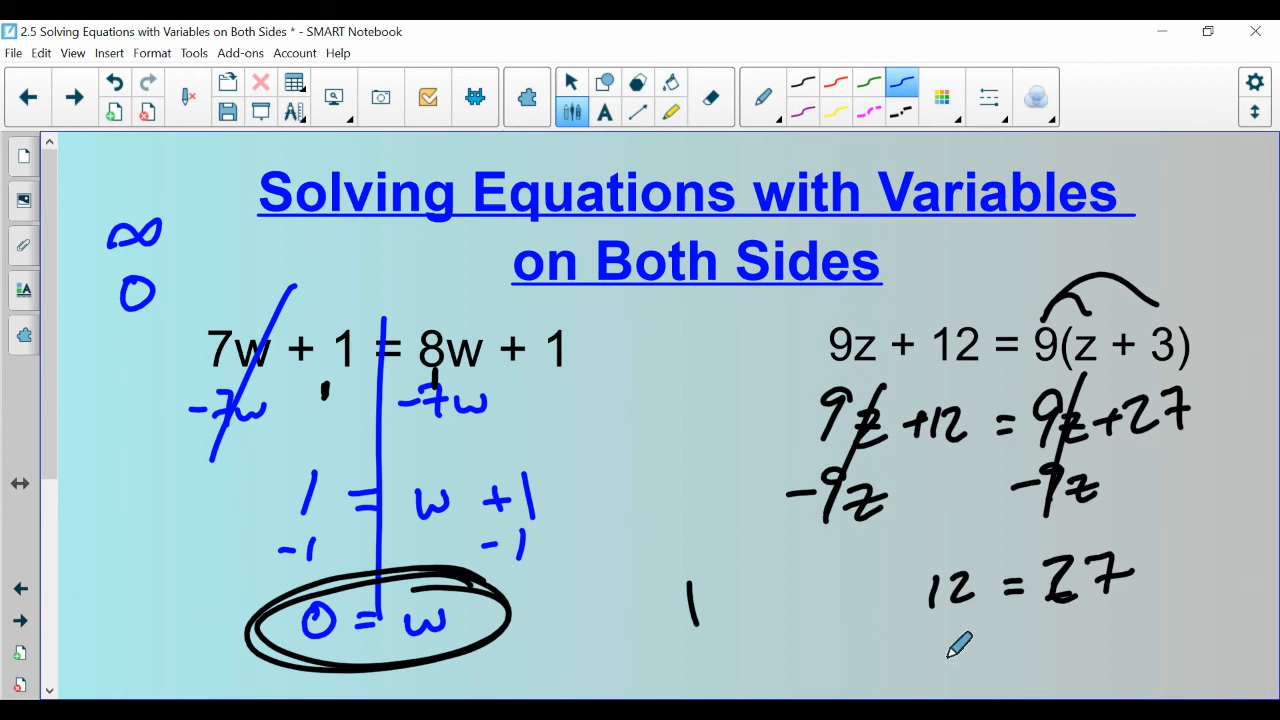 2.5 Solving Equations with Variables on Both Sides * - SMART Notebook
File Edit View Insert Format Tools Add-ons Account Help
Solving Equations with Variables
on Both Sides
∞
0
7w + 1 = 8w + 1
-7w -7w
1 = w + 1
-1 -1
0 = w
1
9z + 12 = 9(z + 3)
9z + 12 = 9z + 27
-9z -9z
12 = 27